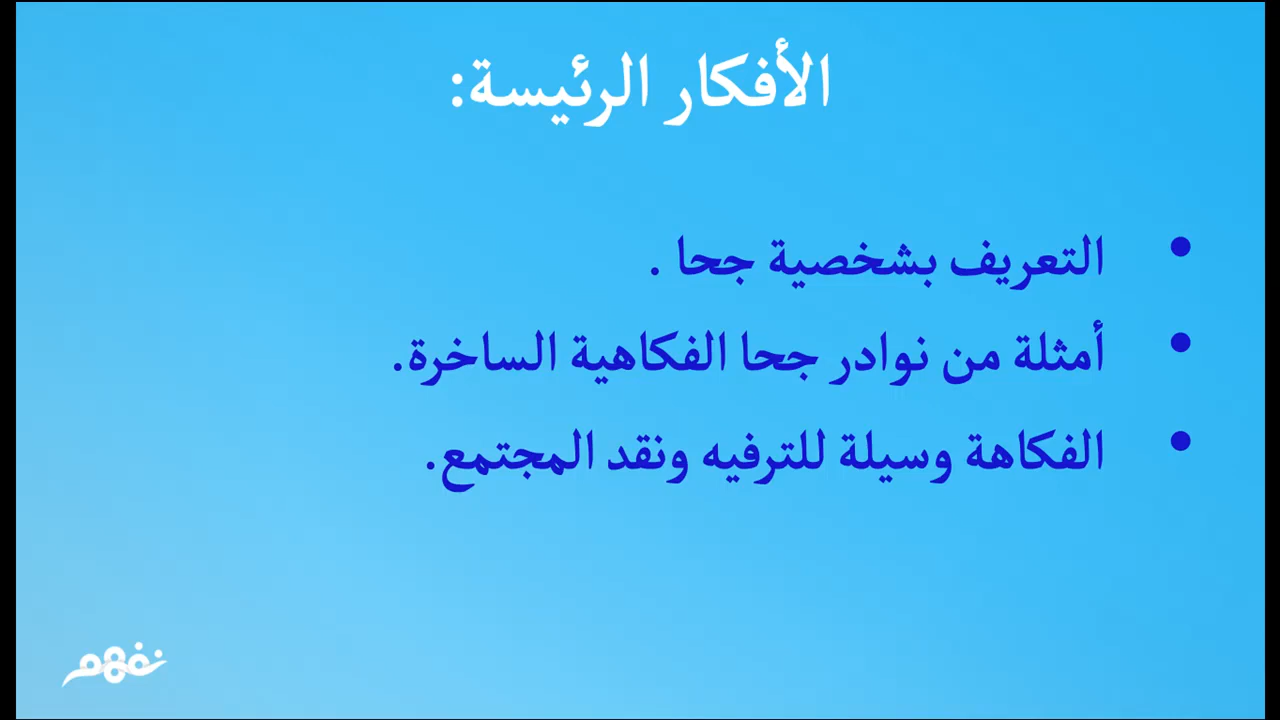 الأفكار الرئيسة:
• التعريف بشخصية جحا .
• أمثلة من نوادر جحا الفكاهية الساخرة.
• الفكاهة وسيلة للترفيه ونقد المجتمع.
نفهم